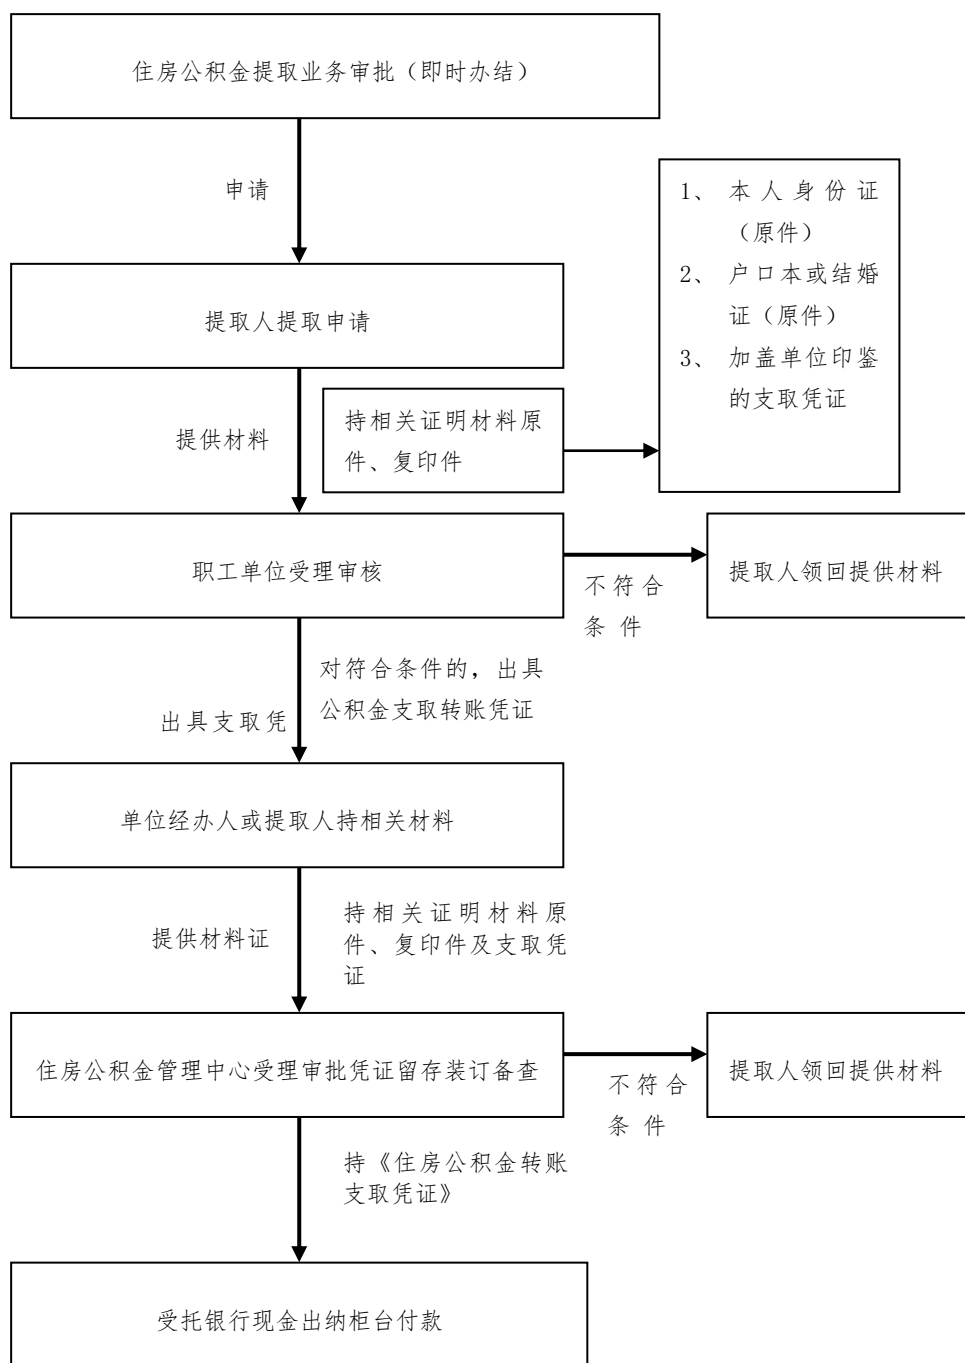 住房公积金提取业务审批（即时办结）
申请
1、 本人身份证
（原件）
2、 户口本或结婚
证（原件）
3、 加盖单位印鉴
的支取凭证
提取人提取申请
提供材料
持相关证明材料原
件、复印件
职工单位受理审核
不符合
条 件
提取人领回提供材料
对符合条件的，出具
公积金支取转账凭证
出具支取凭
单位经办人或提取人持相关材料
提供材料证
持相关证明材料原
件、复印件及支取凭
证
住房公积金管理中心受理审批凭证留存装订备查
不符合
条 件
提取人领回提供材料
持《住房公积金转账
支取凭证》
受托银行现金出纳柜台付款